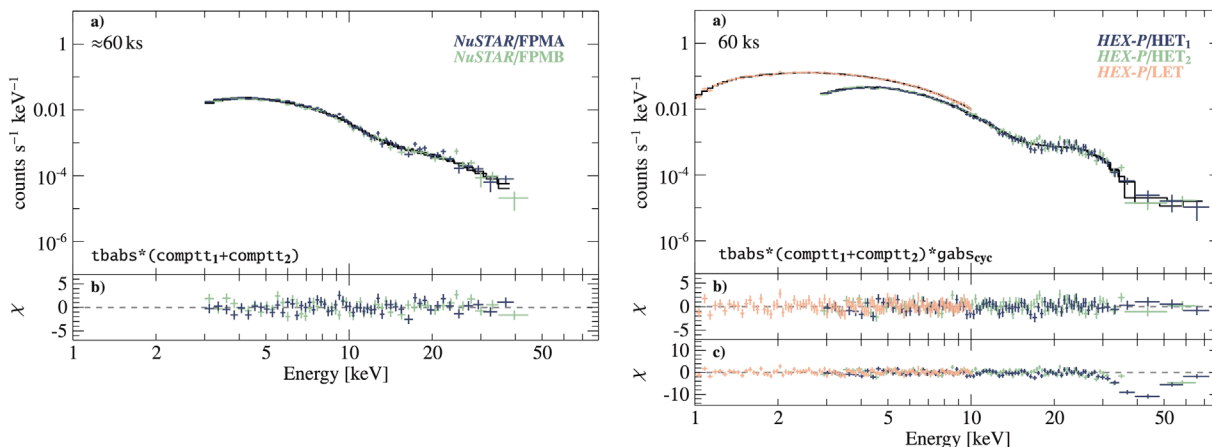 a)
≈60 ks
NuSTAR/FPMA
NuSTAR/FPMB
1
0.01
10⁻⁴
10⁻⁶
counts s⁻¹ keV⁻¹
tbabs*(comptt₁+comptt₂)
b)
5
0
-5
χ
1 2 5 10 20 50
Energy [keV]
a)
60 ks
HEX-P/HET₁
HEX-P/HET₂
HEX-P/LET
1
0.01
10⁻⁴
10⁻⁶
counts s⁻¹ keV⁻¹
tbabs*(comptt₁+comptt₂)*gabs_cyc
b)
5
0
-5
χ
c)
10
0
-10
χ
1 2 5 10 20 50
Energy [keV]